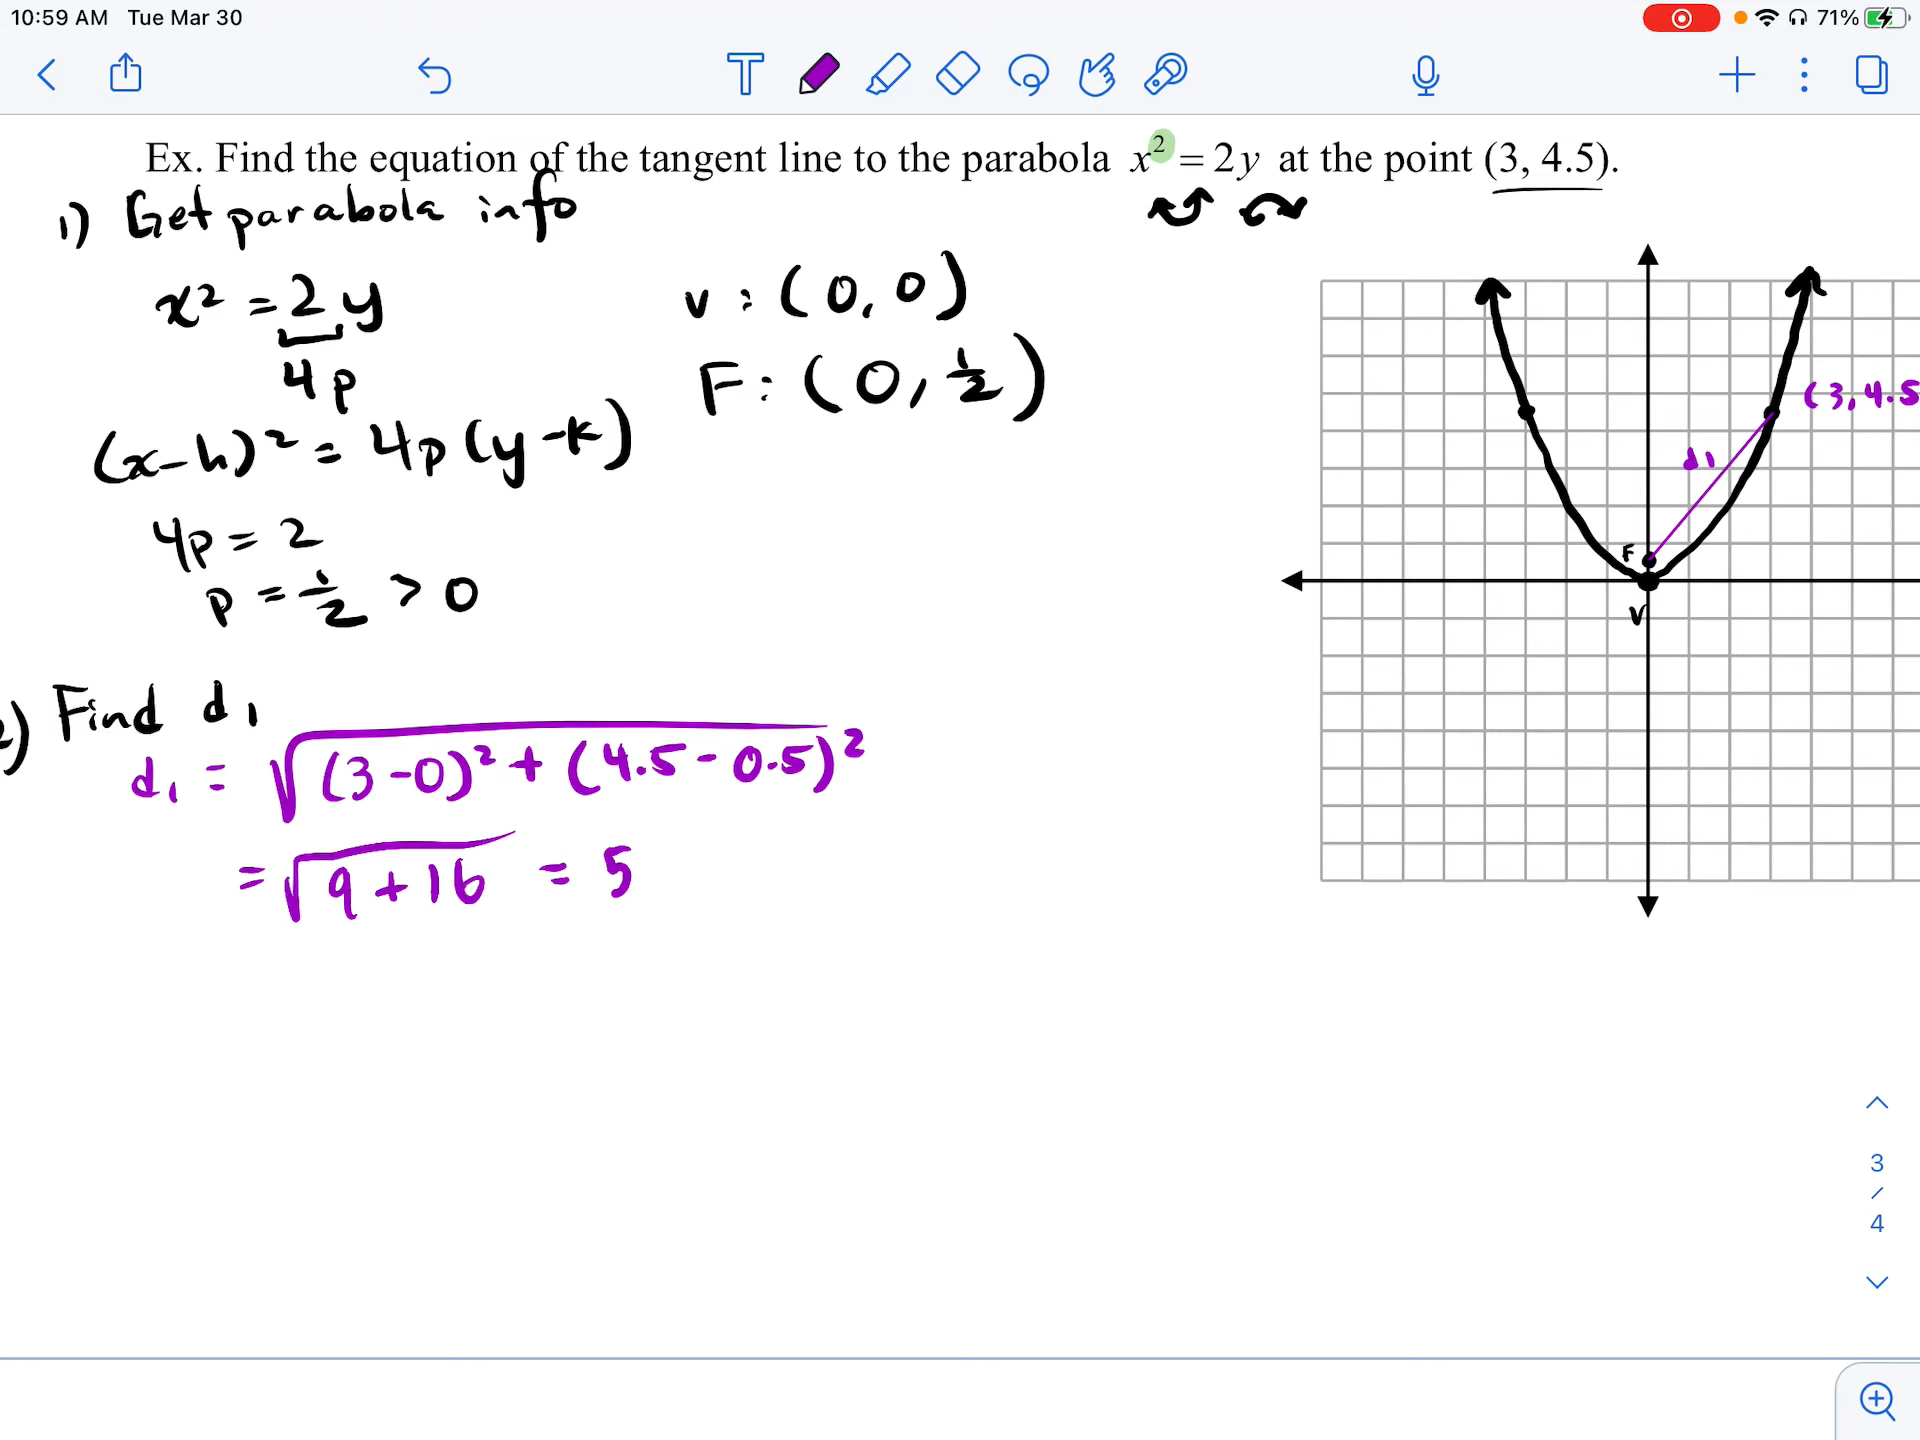 10:59 AM Tue Mar 30
71%
T
Ex. Find the equation of the tangent line to the parabola x² = 2y at the point (3, 4.5).
1) Get parabola info
x² = 2y
4p
(x-h)² = 4p(y-k)
4p = 2
p = 1/2 > 0
V: (0, 0)
F: (0, 1/2)
(3, 4.5
d1
F
V
) Find d1
d1 = √(3-0)² + (4.5-0.5)²
= √9+16 = 5
3
/
4